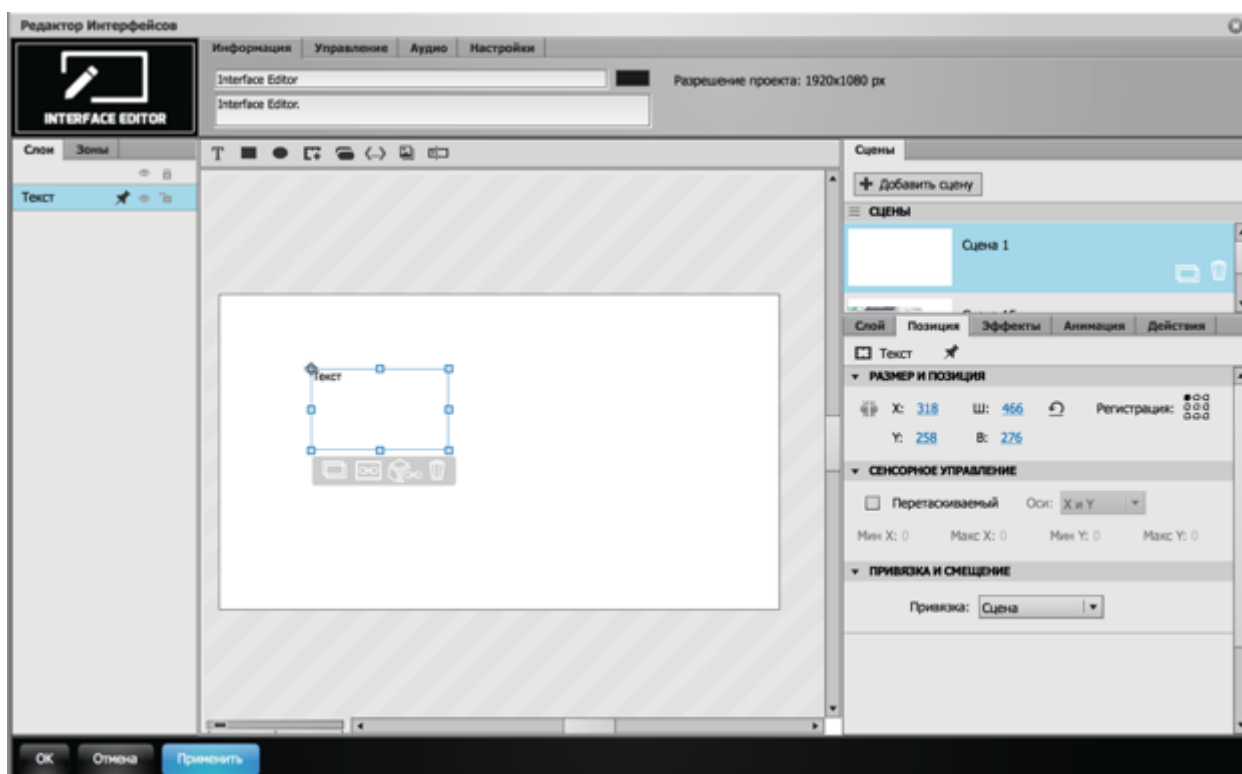 Редактор Интерфейсов
INTERFACE EDITOR
Информация Управление Аудио Настройки
Interface Editor
Разрешение проекта: 1920x1080 px
Interface Editor.
Слои Зоны
Текст
T
Текст
Сцены
Добавить сцену
СЦЕНЫ
Сцена 1
Слой Позиция Эффекты Анимация Действия
Текст
РАЗМЕР И ПОЗИЦИЯ
X: 318 Ш: 466 Регистрация:
Y: 258 В: 276
СЕНСОРНОЕ УПРАВЛЕНИЕ
Перетаскиваемый Оси: X и Y
Мин X: 0 Макс X: 0 Мин Y: 0 Макс Y: 0
ПРИВЯЗКА И СМЕЩЕНИЕ
Привязка: Сцена
OK Отмена Применить